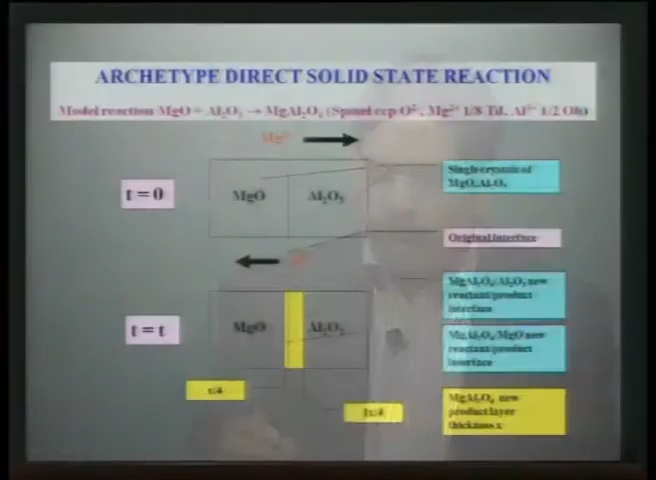 ARCHETYPE DIRECT SOLID STATE REACTION
Model reaction MgO + Al₂O₃ → MgAl₂O₄ (Spinel ccp O²⁻, Mg²⁺ 1/8 Td, Al³⁺ 1/2 Oh)
t = 0
MgO
Al₂O₃
Single crystals of
MgO, Al₂O₃
Original interface
t = t
MgO
Al₂O₃
MgAl₂O₄/Al₂O₃ new
reactant/product
interface
MgAl₂O₄/MgO new
reactant/product
interface
x/4
3x/4
MgAl₂O₄ new
product layer
thickness x